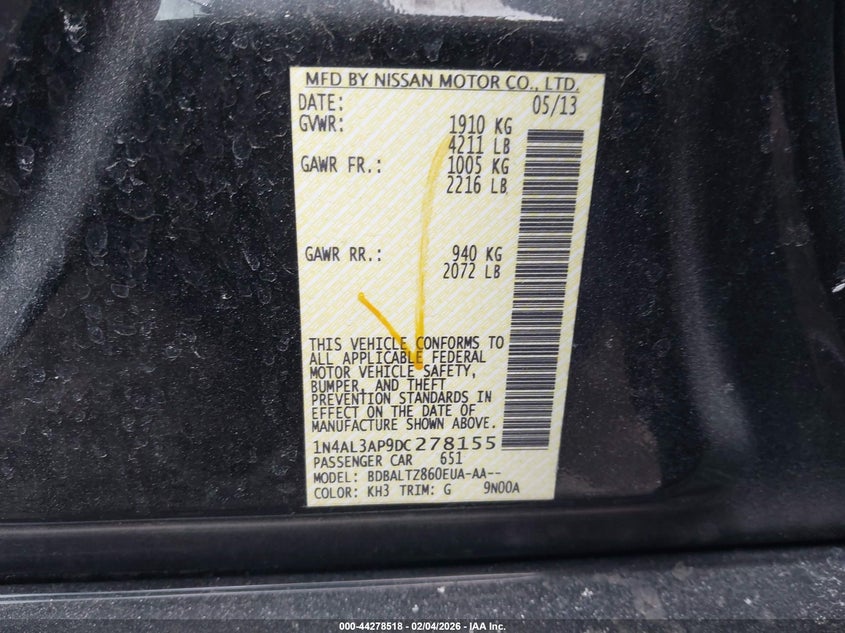 MFD BY NISSAN MOTOR CO., LTD.
DATE: 05/13
GVWR: 1910 KG
4211 LB
GAWR FR.: 1005 KG
2216 LB
GAWR RR.: 940 KG
2072 LB
THIS VEHICLE CONFORMS TO
ALL APPLICABLE FEDERAL
MOTOR VEHICLE SAFETY,
BUMPER, AND THEFT
PREVENTION STANDARDS IN
EFFECT ON THE DATE OF
MANUFACTURE SHOWN ABOVE.
1N4AL3AP9DC278155
PASSENGER CAR 651
MODEL: BDBALTZ860EUA-AA--
COLOR: KH3 TRIM: G 9N00A
000-44278518 - 02/04/2026 - IAA Inc.